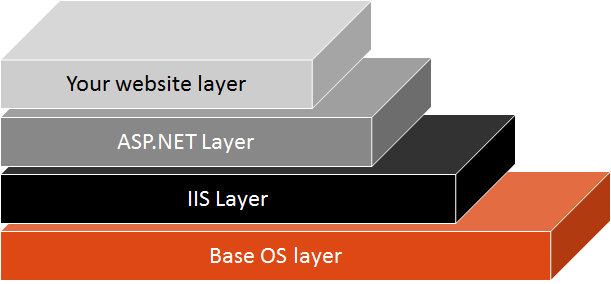 Your website layer
ASP.NET Layer
IIS Layer
Base OS layer